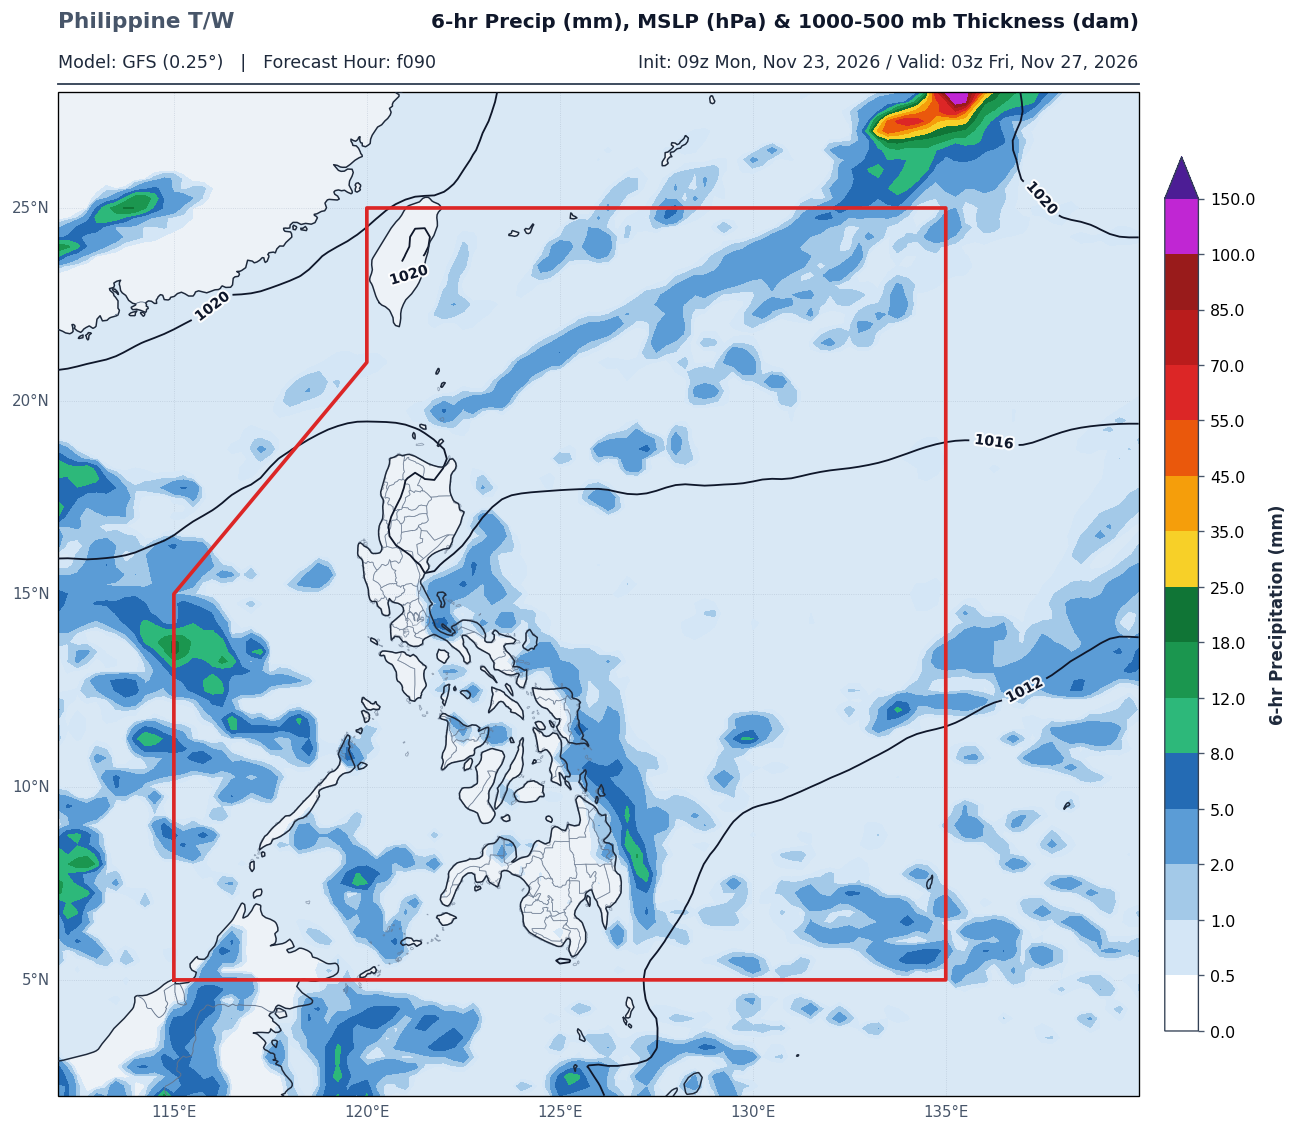 Philippine T/W
6-hr Precip (mm), MSLP (hPa) & 1000-500 mb Thickness (dam)
Model: GFS (0.25°) | Forecast Hour: f090
Init: 09z Mon, Nov 23, 2026 / Valid: 03z Fri, Nov 27, 2026
25°N
20°N
15°N
10°N
5°N
115°E
120°E
125°E
130°E
135°E
1020
1020
1020
1016
1012
150.0
100.0
85.0
70.0
55.0
45.0
35.0
25.0
18.0
12.0
8.0
5.0
2.0
1.0
0.5
0.0
6-hr Precipitation (mm)